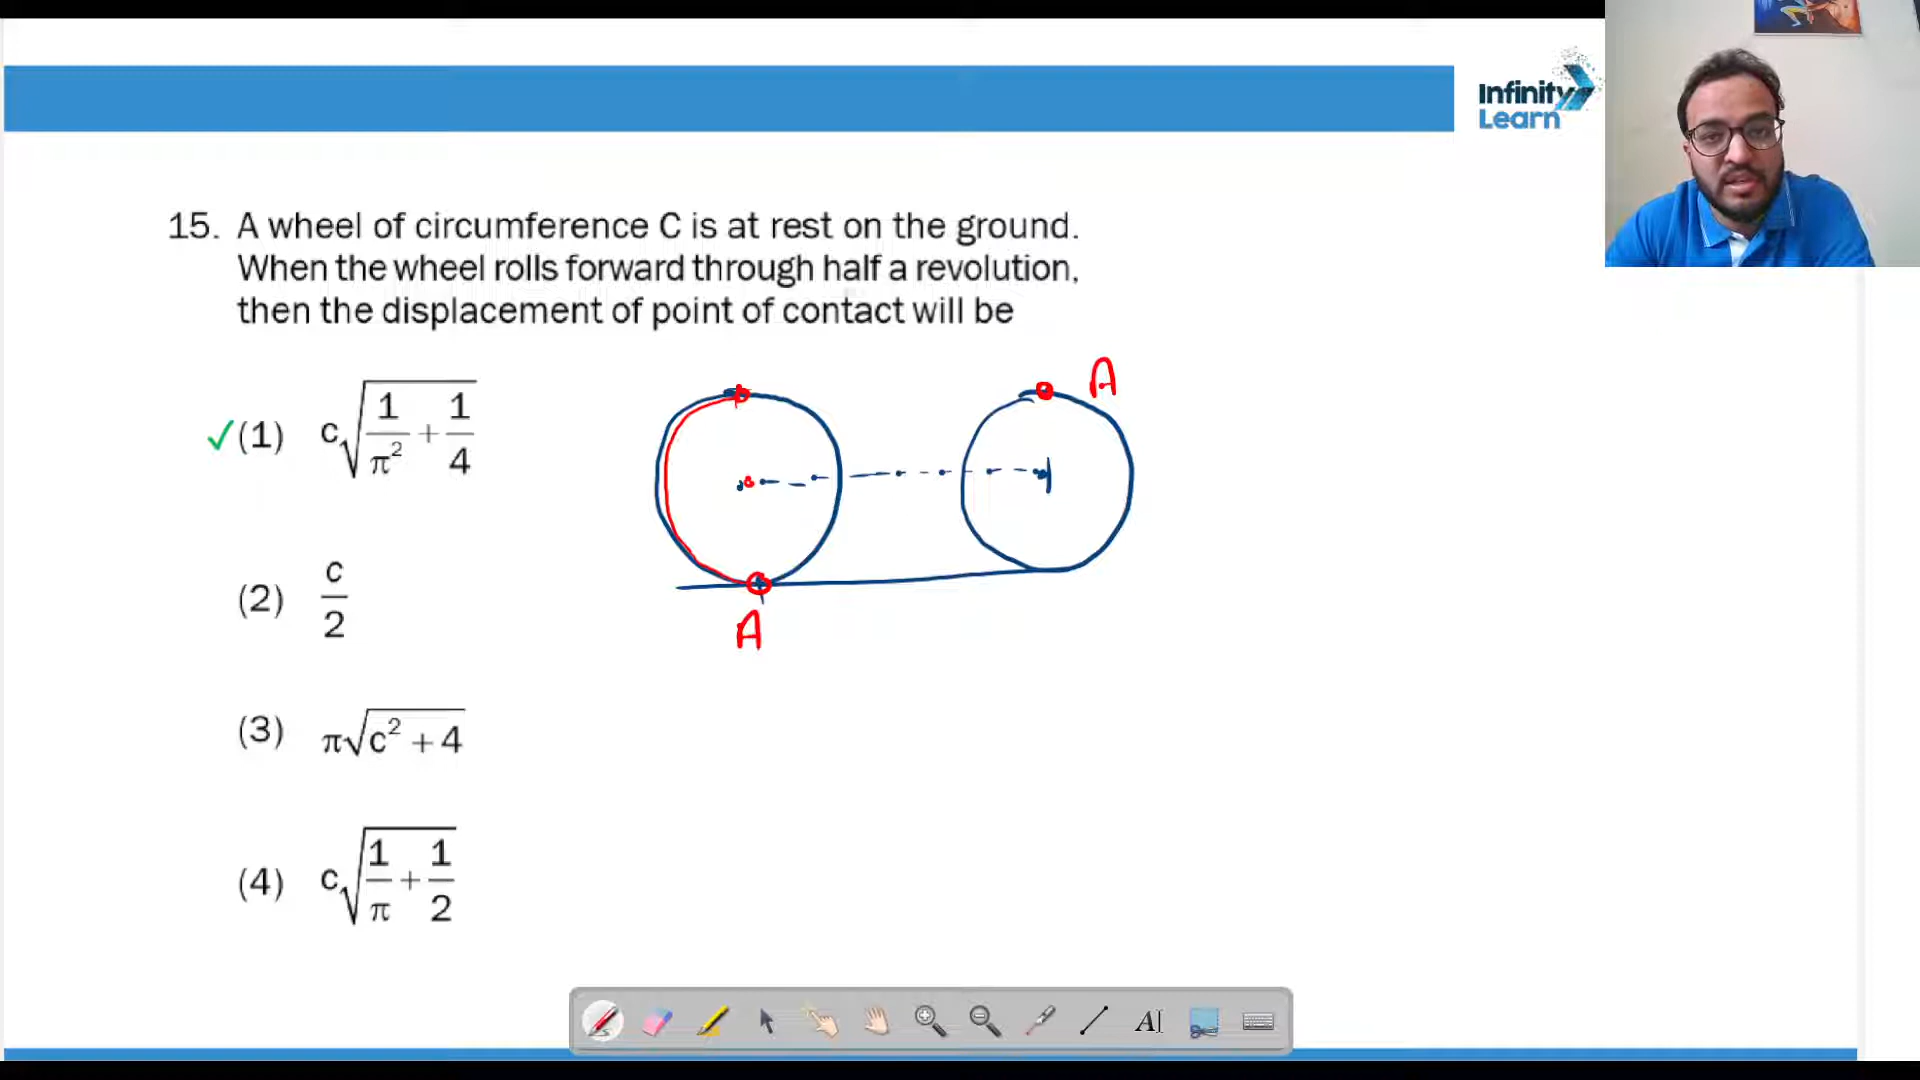 Infinity
Learn
15. A wheel of circumference C is at rest on the ground.
When the wheel rolls forward through half a revolution,
then the displacement of point of contact will be
✓(1) c√(1/π² + 1/4)
(2) c/2
(3) π√(c² + 4)
(4) c√(1/π + 1/2)
A
A
A